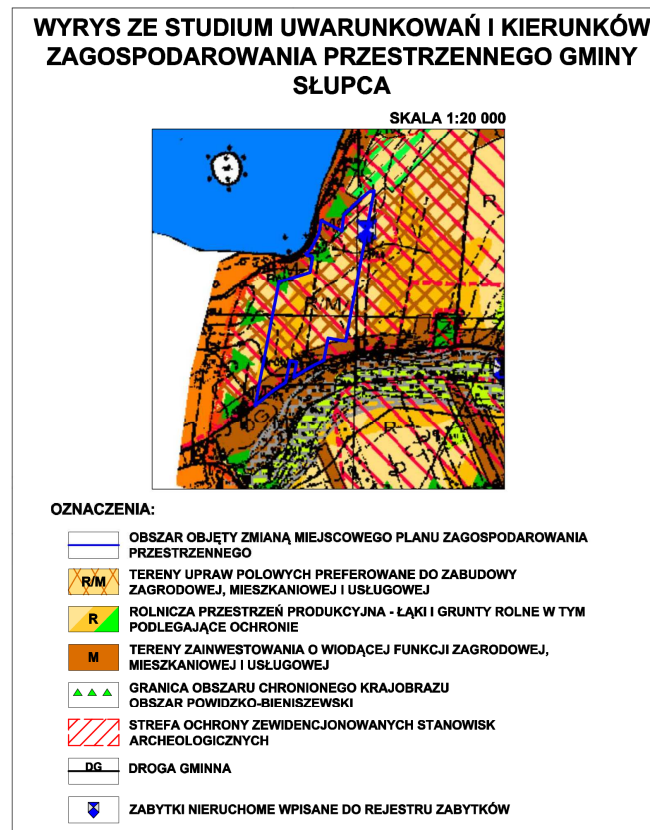 WYRYS ZE STUDIUM UWARUNKOWAŃ I KIERUNKÓW
ZAGOSPODAROWANIA PRZESTRZENNEGO GMINY
SŁUPCA
SKALA 1:20 000
R
R/M
DG
R
M
OZNACZENIA:
OBSZAR OBJĘTY ZMIANĄ MIEJSCOWEGO PLANU ZAGOSPODAROWANIA
PRZESTRZENNEGO
R/M TERENY UPRAW POLOWYCH PREFEROWANE DO ZABUDOWY
ZAGRODOWEJ, MIESZKANIOWEJ I USŁUGOWEJ
R ROLNICZA PRZESTRZEŃ PRODUKCYJNA - ŁĄKI I GRUNTY ROLNE W TYM
PODLEGAJĄCE OCHRONIE
M TERENY ZAINWESTOWANIA O WIODĄCEJ FUNKCJI ZAGRODOWEJ,
MIESZKANIOWEJ I USŁUGOWEJ
GRANICA OBSZARU CHRONIONEGO KRAJOBRAZU
OBSZAR POWIDZKO-BIENISZEWSKI
STREFA OCHRONY ZEWIDENCJONOWANYCH STANOWISK
ARCHEOLOGICZNYCH
DG DROGA GMINNA
ZABYTKI NIERUCHOME WPISANE DO REJESTRU ZABYTKÓW